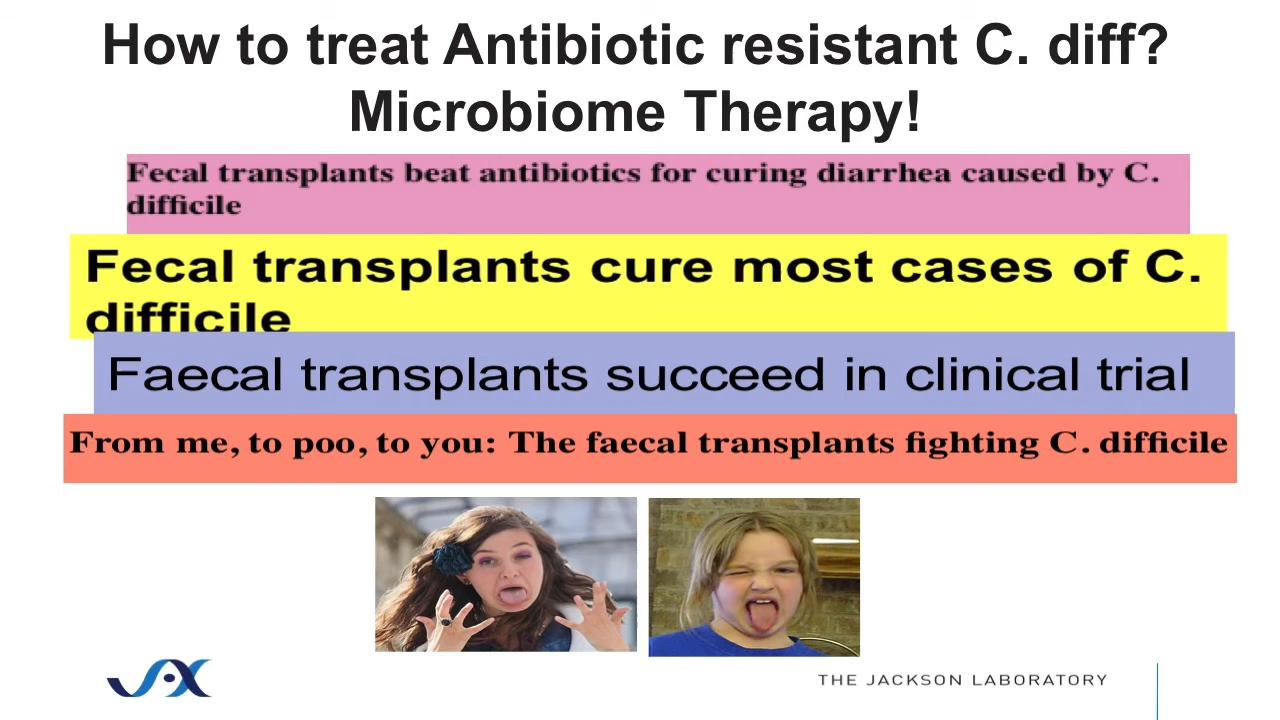 How to treat Antibiotic resistant C. diff?
Microbiome Therapy!
Fecal transplants beat antibiotics for curing diarrhea caused by C.
difficile
Fecal transplants cure most cases of C.
difficile
Faecal transplants succeed in clinical trial
From me, to poo, to you: The faecal transplants fighting C. difficile
JAX
THE JACKSON LABORATORY